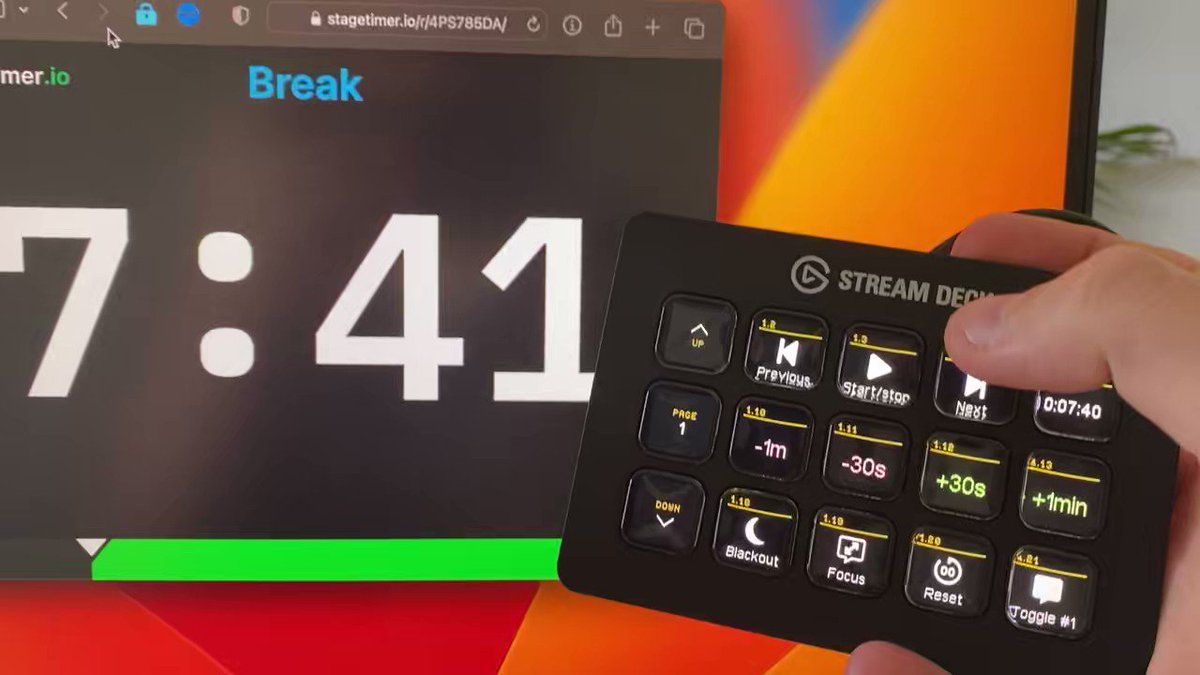 stagetimer.io/r/4PS785DA/
mer.io
Break
7:41
STREAM DECK
UP
1.2
Previous
1.3
Start/stop
Next
0:07:40
PAGE
1
1.10
-1m
1.11
-30s
1.12
+30s
1.13
+1min
DOWN
1.18
Blackout
1.19
Focus
1.20
Reset
1.21
Toggle #1